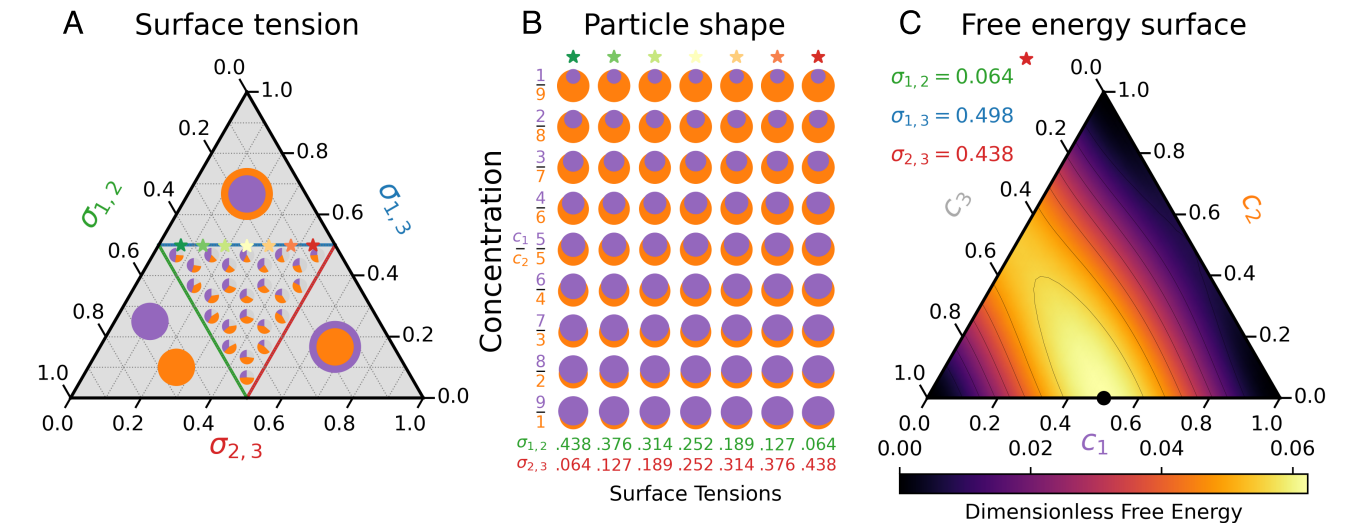 A Surface tension
0.0
1.0
0.2
0.8
0.4
0.6
0.6
0.4
0.8
0.2
1.0
0.0
0.0 0.2 0.4 0.6 0.8 1.0
σ1, 2
σ1, 3
σ2, 3
B Particle shape
Concentration
1/9
2/8
3/7
4/6
c1/c2 5/5
6/4
7/3
8/2
9/1
σ1, 2 .438 .376 .314 .252 .189 .127 .064
σ2, 3 .064 .127 .189 .252 .314 .376 .438
Surface Tensions
C Free energy surface
σ1, 2 = 0.064
σ1, 3 = 0.498
σ2, 3 = 0.438
0.0
1.0
0.2
0.8
0.4
0.6
0.6
0.4
0.8
0.2
1.0
0.0
0.0 0.2 0.4 0.6 0.8 1.0
c3
c2
c1
0.00 0.02 0.04 0.06
Dimensionless Free Energy